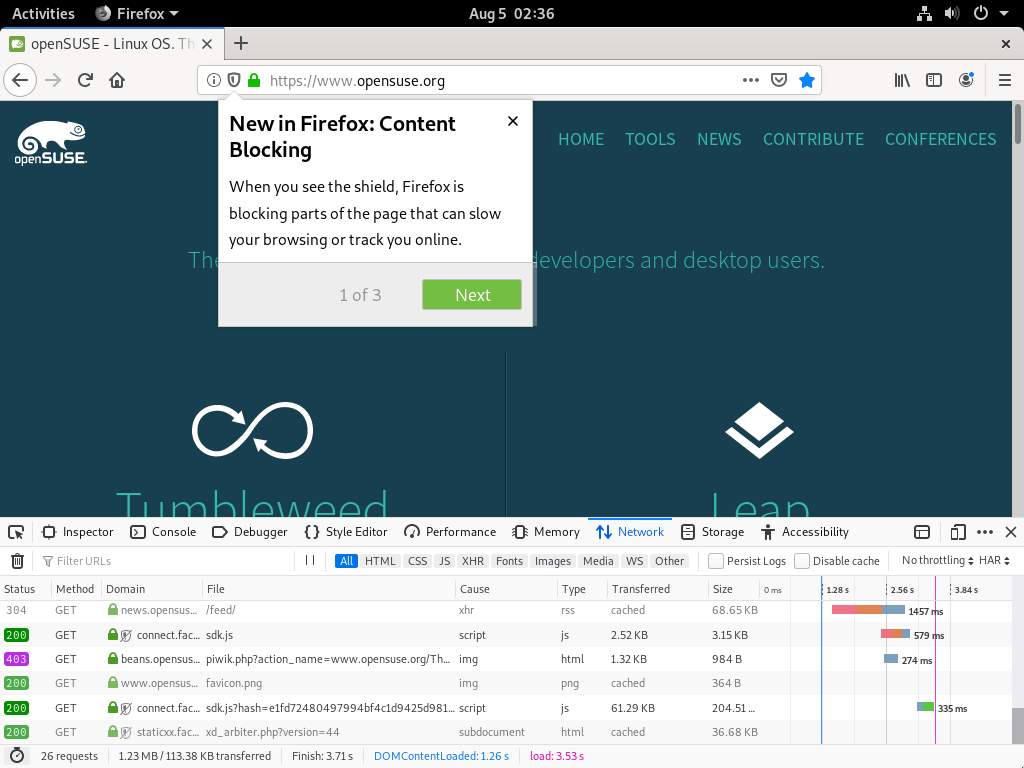 Activities Firefox Aug 5 02:36
openSUSE - Linux OS. Th
https://www.opensuse.org
New in Firefox: Content
Blocking
When you see the shield, Firefox is
blocking parts of the page that can slow
your browsing or track you online.
1 of 3 Next
openSUSE
HOME TOOLS NEWS CONTRIBUTE CONFERENCES
The developers and desktop users.
Tumbleweed Leap
Inspector Console Debugger Style Editor Performance Memory Network Storage Accessibility
Filter URLs All HTML CSS JS XHR Fonts Images Media WS Other Persist Logs Disable cache No throttling HAR
Status Method Domain File Cause Type Transferred Size 0 ms 1.28 s 2.56 s 3.84 s
304 GET news.opensus... /feed/ xhr rss cached 68.65 KB 1457 ms
200 GET connect.fac... sdk.js script js 2.52 KB 3.15 KB 579 ms
403 GET beans.opensus... piwik.php?action_name=www.opensuse.org/Th... img html 1.32 KB 984 B 274 ms
200 GET www.opensus... favicon.png img png cached 364 B
200 GET connect.fac... sdk.js?hash=e1fd72480497994bf4c1d9425d981... script js 61.29 KB 204.51 ... 335 ms
200 GET staticxx.fac... xd_arbiter.php?version=44 subdocument html cached 36.68 KB
26 requests 1.23 MB / 113.38 KB transferred Finish: 3.71 s DOMContentLoaded: 1.26 s load: 3.53 s